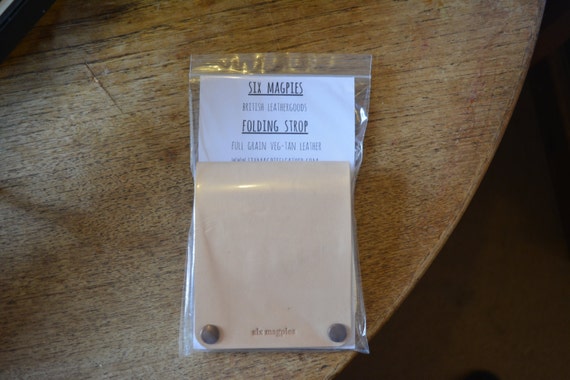 SIX MAGPIES
BRITISH LEATHERGOODS
FOLDING STROP
FULL GRAIN VEG-TAN LEATHER
six magpies